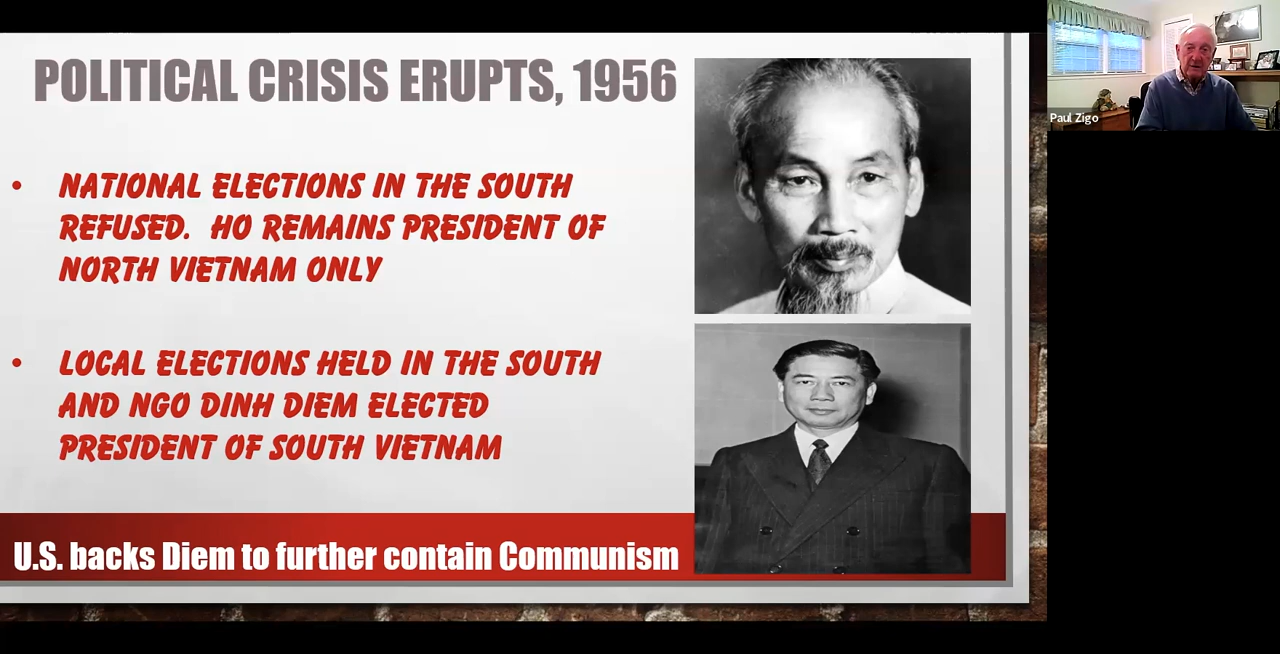 POLITICAL CRISIS ERUPTS, 1956
• NATIONAL ELECTIONS IN THE SOUTH
REFUSED. HO REMAINS PRESIDENT OF
NORTH VIETNAM ONLY
• LOCAL ELECTIONS HELD IN THE SOUTH
AND NGO DINH DIEM ELECTED
PRESIDENT OF SOUTH VIETNAM
U.S. backs Diem to further contain Communism
Paul Zigo